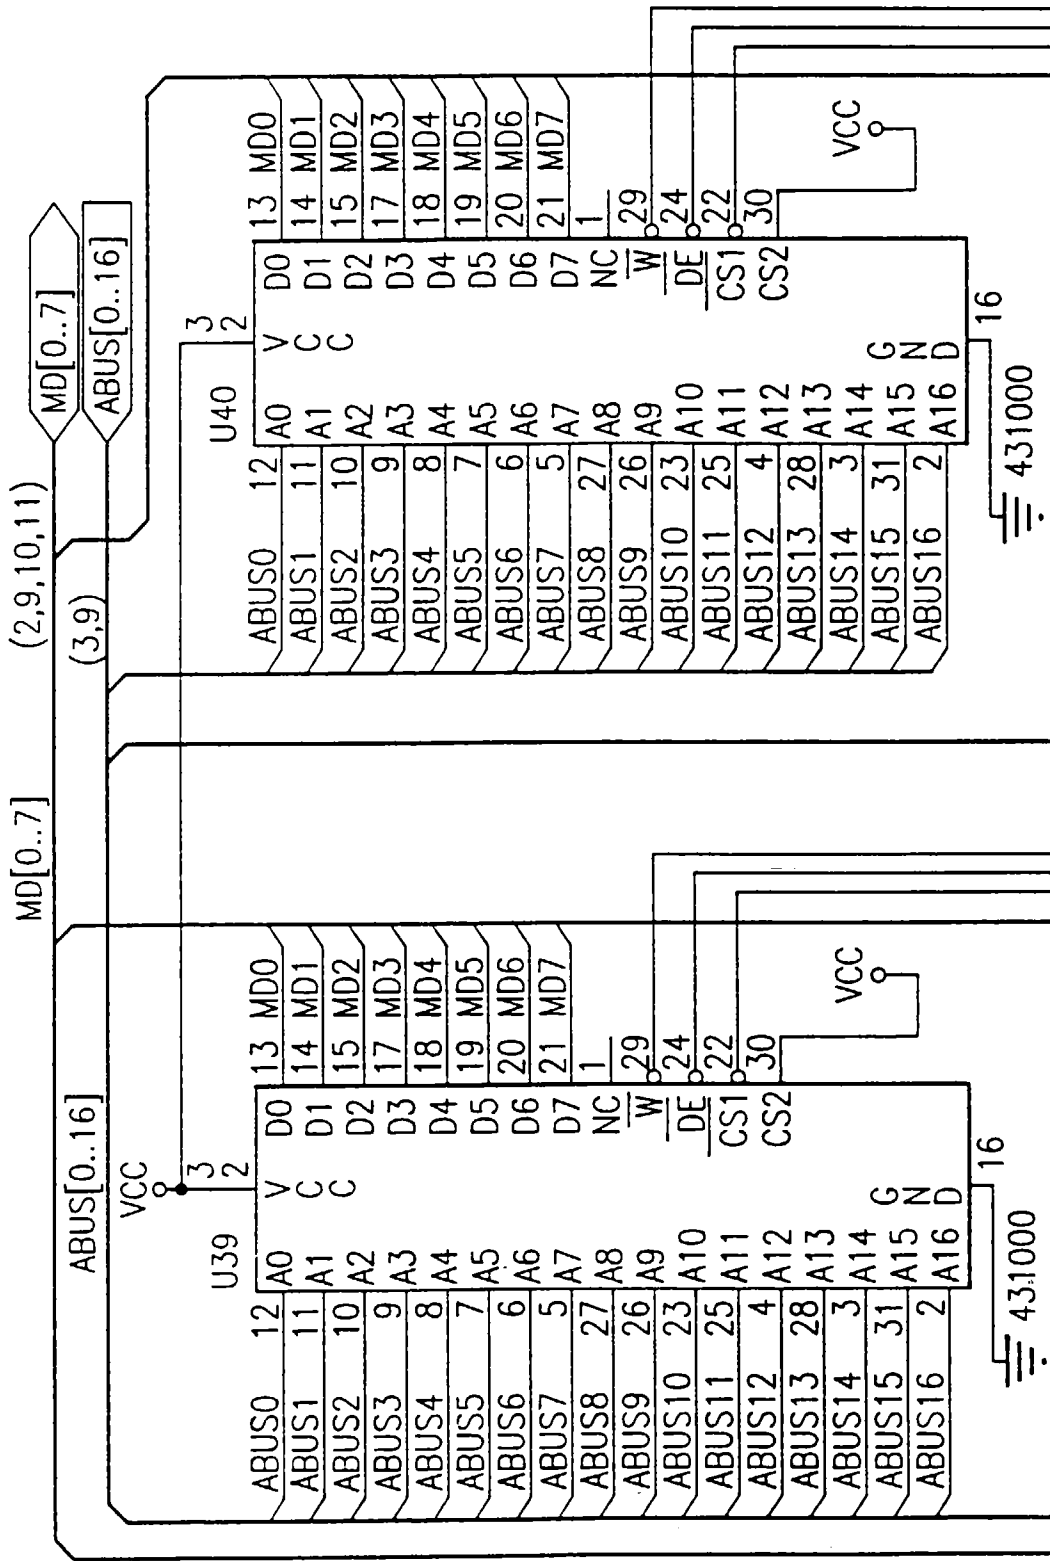 MD[0..7]
(2,9,10,11)
MD[0..7]
ABUS[0..16]
(3,9)
ABUS[0..16]
VCC
U39
3
2
V
C
C
ABUS0 12 A0
ABUS1 11 A1
ABUS2 10 A2
ABUS3 9 A3
ABUS4 8 A4
ABUS5 7 A5
ABUS6 6 A6
ABUS7 5 A7
ABUS8 27 A8
ABUS9 26 A9
ABUS10 23 A10
ABUS11 25 A11
ABUS12 4 A12
ABUS13 28 A13
ABUS14 3 A14
ABUS15 31 A15
ABUS16 2 A16
D0 13 MD0
D1 14 MD1
D2 15 MD2
D3 17 MD3
D4 18 MD4
D5 19 MD5
D6 20 MD6
D7 21 MD7
NC 1
W 29
DE 24
CS1 22
CS2 30
VCC
G
N
D
16
431000
U40
3
2
V
C
C
ABUS0 12 A0
ABUS1 11 A1
ABUS2 10 A2
ABUS3 9 A3
ABUS4 8 A4
ABUS5 7 A5
ABUS6 6 A6
ABUS7 5 A7
ABUS8 27 A8
ABUS9 26 A9
ABUS10 23 A10
ABUS11 25 A11
ABUS12 4 A12
ABUS13 28 A13
ABUS14 3 A14
ABUS15 31 A15
ABUS16 2 A16
D0 13 MD0
D1 14 MD1
D2 15 MD2
D3 17 MD3
D4 18 MD4
D5 19 MD5
D6 20 MD6
D7 21 MD7
NC 1
W 29
DE 24
CS1 22
CS2 30
VCC
G
N
D
16
431000